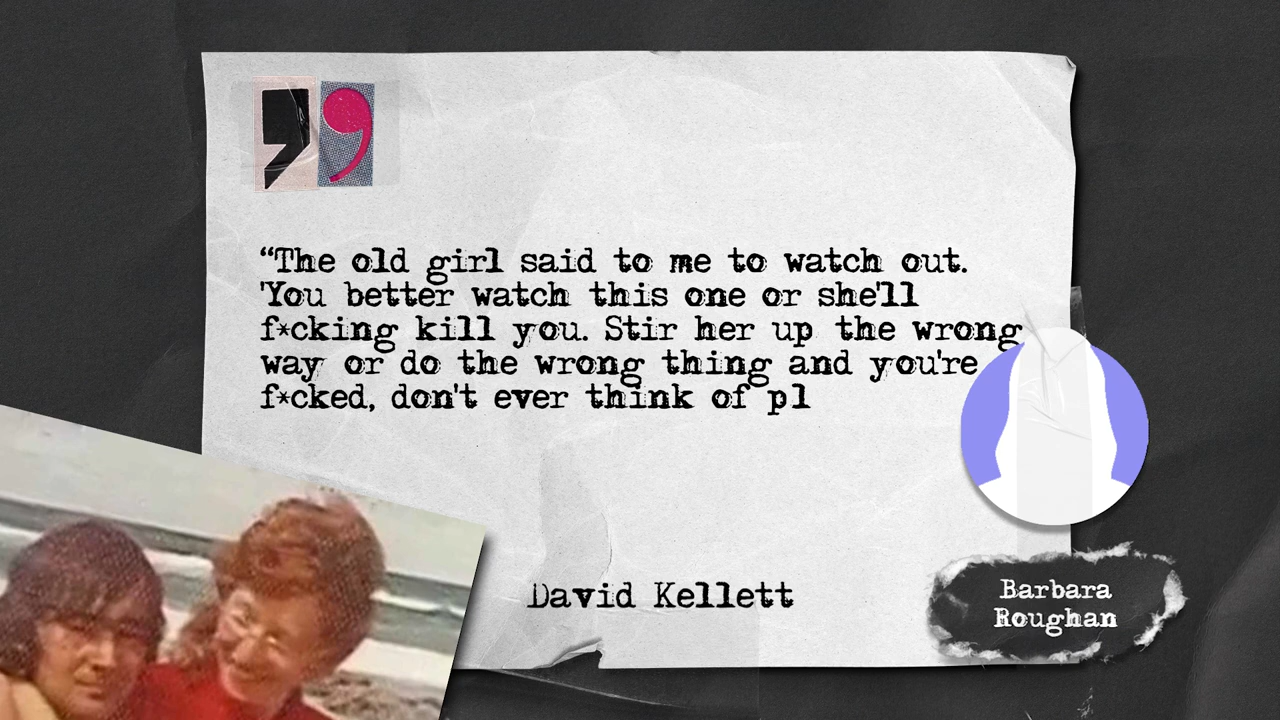 “The old girl said to me to watch out.
'You better watch this one or she'll
f*cking kill you. Stir her up the wrong
way or do the wrong thing and you're
f*cked, don't ever think of pl
David Kellett
Barbara
Roughan